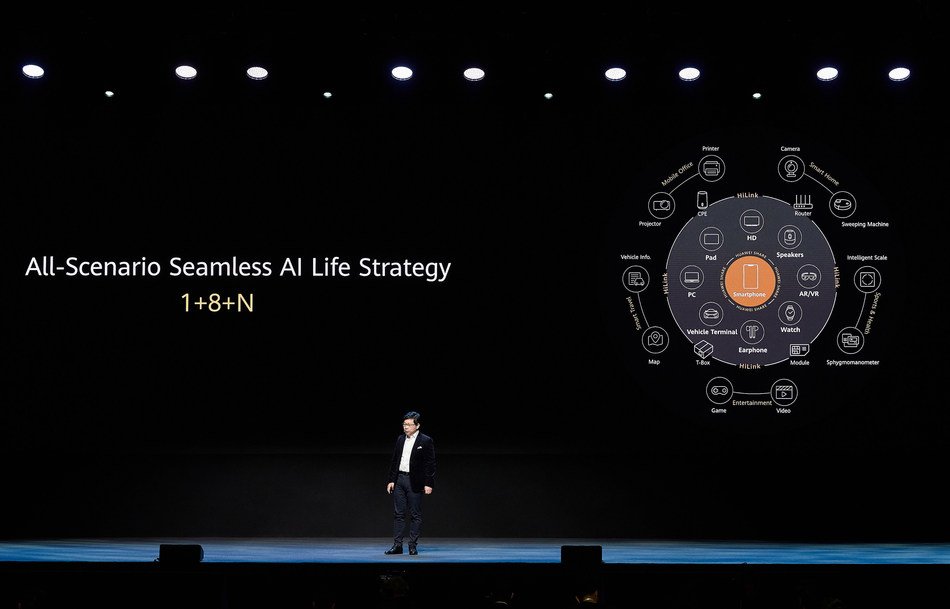 All-Scenario Seamless AI Life Strategy
1+8+N
Printer
Camera
Mobile Office
Smart Home
Projector
CPE
HiLink
Router
Sweeping Machine
HD
Pad
Speakers
Vehicle Info.
Intelligent Scale
HUAWEI SHARE
HUAWEI SHARE
HUAWEI SHARE
HUAWEI SHARE
HiLink
PC
Smartphone
AR/VR
HiLink
Smart Travel
Sports & Health
Vehicle Terminal
Watch
Earphone
Map
T-Box
Module
Sphygmomanometer
HiLink
Game
Entertainment
Video